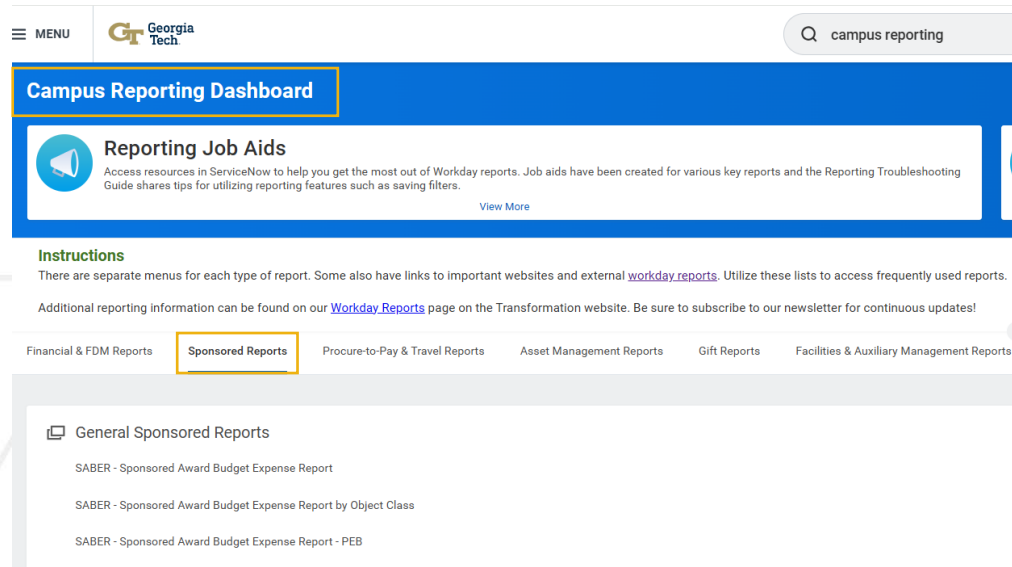 MENU
GT Georgia
Tech
campus reporting
Campus Reporting Dashboard
Reporting Job Aids
Access resources in ServiceNow to help you get the most out of Workday reports. Job aids have been created for various key reports and the Reporting Troubleshooting
Guide shares tips for utilizing reporting features such as saving filters.
View More
Instructions
There are separate menus for each type of report. Some also have links to important websites and external workday reports. Utilize these lists to access frequently used reports.
Additional reporting information can be found on our Workday Reports page on the Transformation website. Be sure to subscribe to our newsletter for continuous updates!
Financial & FDM Reports Sponsored Reports Procure-to-Pay & Travel Reports Asset Management Reports Gift Reports Facilities & Auxiliary Management Reports
General Sponsored Reports
SABER - Sponsored Award Budget Expense Report
SABER - Sponsored Award Budget Expense Report by Object Class
SABER - Sponsored Award Budget Expense Report - PEB